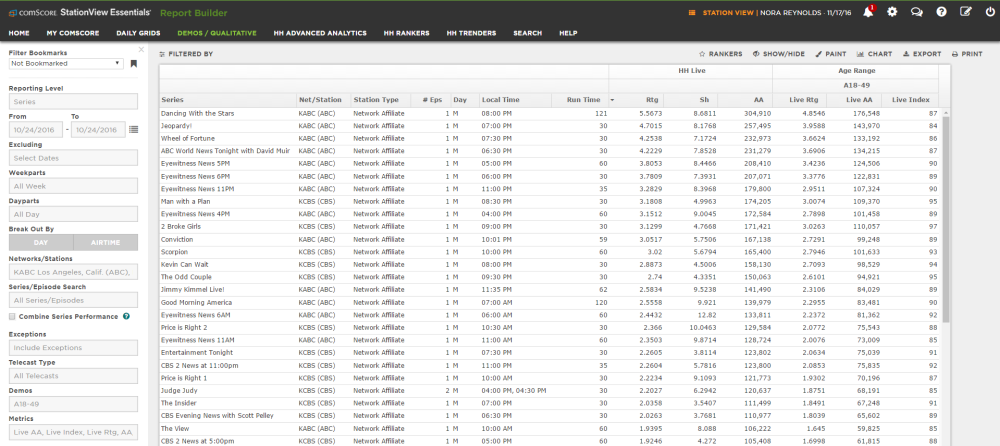 comSCORE StationView Essentials Report Builder STATION VIEW | NORA REYNOLDS - 11/17/16 1
HOME MY COMSCORE DAILY GRIDS DEMOS / QUALITATIVE HH ADVANCED ANALYTICS HH RANKERS HH TRENDERS SEARCH HELP
Filter Bookmarks
Not Bookmarked
Reporting Level
Series
From To
10/24/2016 - 10/24/2016
Excluding
Select Dates
Weekparts
All Week
Dayparts
All Day
Break Out By
DAY AIRTIME
Networks/Stations
KABC Los Angeles, Calif. (ABC),
Series/Episode Search
All Series/Episodes
Combine Series Performance ?
Exceptions
Include Exceptions
Telecast Type
All Telecasts
Demos
A18-49
Metrics
Live AA, Live Index, Live Rtg, AA
FILTERED BY RANKERS SHOW/HIDE PAINT CHART EXPORT PRINT
HH Live Age Range
A18-49
Series Net/Station Station Type # Eps Day Local Time Run Time Rtg Sh AA Live Rtg Live AA Live Index
Dancing With the Stars KABC (ABC) Network Affiliate 1 M 08:00 PM 121 5.5673 8.6811 304,910 4.8546 176,548 87
Jeopardy! KABC (ABC) Network Affiliate 1 M 07:00 PM 30 4.7015 8.1768 257,495 3.9588 143,970 84
Wheel of Fortune KABC (ABC) Network Affiliate 1 M 07:30 PM 30 4.2538 7.1724 232,973 3.6624 133,192 86
ABC World News Tonight with David Muir KABC (ABC) Network Affiliate 1 M 06:30 PM 30 4.2229 7.8528 231,279 3.6906 134,215 87
Eyewitness News 5PM KABC (ABC) Network Affiliate 1 M 05:00 PM 60 3.8053 8.4466 208,410 3.4236 124,506 90
Eyewitness News 6PM KABC (ABC) Network Affiliate 1 M 06:00 PM 30 3.7809 7.3931 207,071 3.3776 122,831 89
Eyewitness News 11PM KABC (ABC) Network Affiliate 1 M 11:00 PM 35 3.2829 8.3968 179,800 2.9511 107,324 90
Man with a Plan KCBS (CBS) Network Affiliate 1 M 08:30 PM 30 3.1808 4.9963 174,205 3.0074 109,370 95
Eyewitness News 4PM KABC (ABC) Network Affiliate 1 M 04:00 PM 60 3.1512 9.0045 172,584 2.7898 101,458 89
2 Broke Girls KCBS (CBS) Network Affiliate 1 M 09:00 PM 30 3.1299 4.7668 171,421 3.0263 110,057 97
Conviction KABC (ABC) Network Affiliate 1 M 10:01 PM 59 3.0517 5.7506 167,138 2.7291 99,248 89
Scorpion KCBS (CBS) Network Affiliate 1 M 10:00 PM 60 3.02 5.6794 165,400 2.7946 101,633 93
Kevin Can Wait KCBS (CBS) Network Affiliate 1 M 08:00 PM 30 2.8873 4.5006 158,130 2.7093 98,529 94
The Odd Couple KCBS (CBS) Network Affiliate 1 M 09:30 PM 30 2.74 4.3351 150,063 2.6101 94,921 95
Jimmy Kimmel Live! KABC (ABC) Network Affiliate 1 M 11:35 PM 62 2.5834 9.5238 141,490 2.3106 84,029 89
Good Morning America KABC (ABC) Network Affiliate 1 M 07:00 AM 120 2.5558 9.921 139,979 2.2955 83,481 90
Eyewitness News 6AM KABC (ABC) Network Affiliate 1 M 06:00 AM 60 2.4432 12.82 133,811 2.2372 81,362 92
Price is Right 2 KCBS (CBS) Network Affiliate 1 M 10:30 AM 30 2.366 10.0463 129,584 2.0772 75,543 88
Eyewitness News 11AM KABC (ABC) Network Affiliate 1 M 11:00 AM 30 2.3503 9.8714 128,724 2.0076 73,009 85
Entertainment Tonight KCBS (CBS) Network Affiliate 1 M 07:30 PM 30 2.2605 3.8114 123,802 2.0634 75,039 91
CBS 2 News at 11:00pm KCBS (CBS) Network Affiliate 1 M 11:00 PM 35 2.2604 5.7816 123,800 2.0853 75,835 92
Price is Right 1 KCBS (CBS) Network Affiliate 1 M 10:00 AM 30 2.2234 9.1093 121,773 1.9302 70,196 87
Judge Judy KCBS (CBS) Network Affiliate 2 M 04:00 PM, 04:30 PM 30 2.2027 6.2942 120,637 1.8751 68,191 85
The Insider KCBS (CBS) Network Affiliate 1 M 07:00 PM 30 2.0358 3.5407 111,499 1.8491 67,248 91
CBS Evening News with Scott Pelley KCBS (CBS) Network Affiliate 1 M 06:30 PM 30 2.0263 3.7681 110,977 1.8039 65,602 89
The View KABC (ABC) Network Affiliate 1 M 10:00 AM 60 1.9395 8.088 106,222 1.645 59,825 85
CBS 2 News at 5:00pm KCBS (CBS) Network Affiliate 1 M 05:00 PM 60 1.9246 4.272 105,408 1.6998 61,815 88